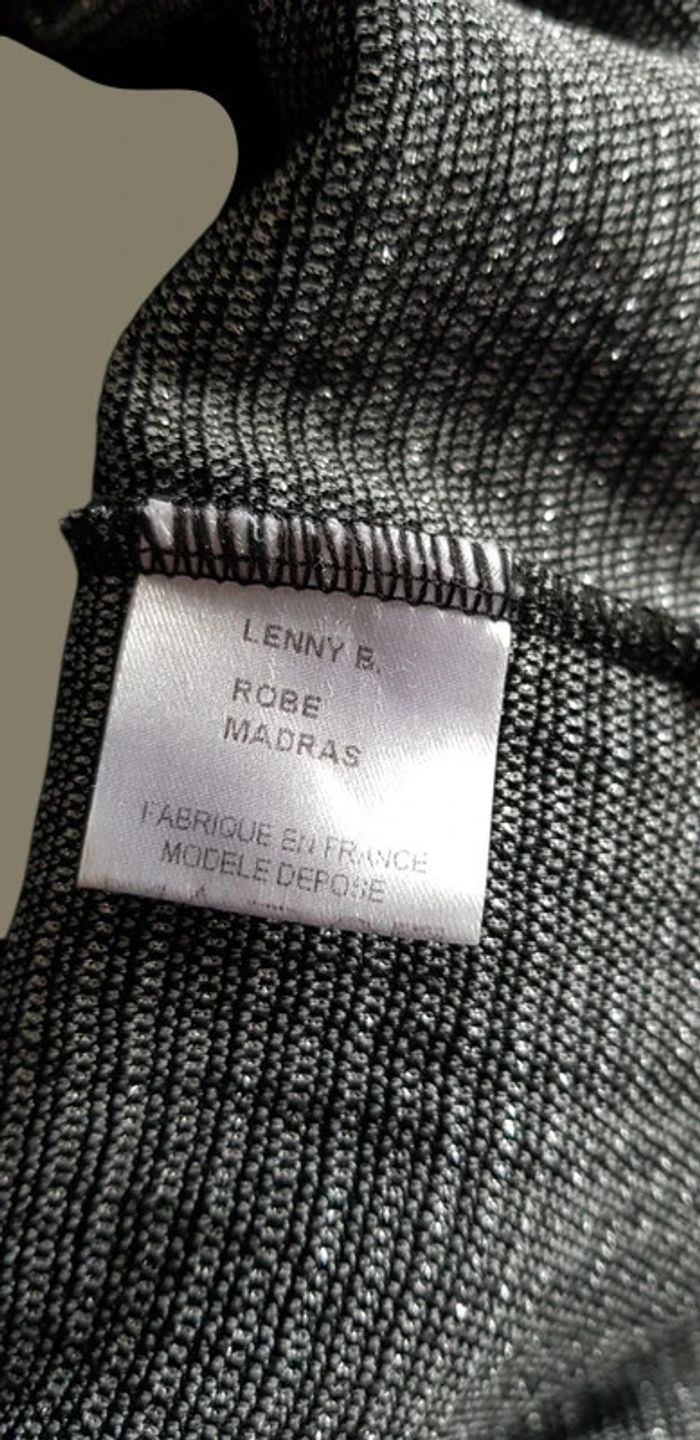 LENNY B.
ROBE
MADRAS
FABRIQUE EN FRANCE
MODELE DEPOSE